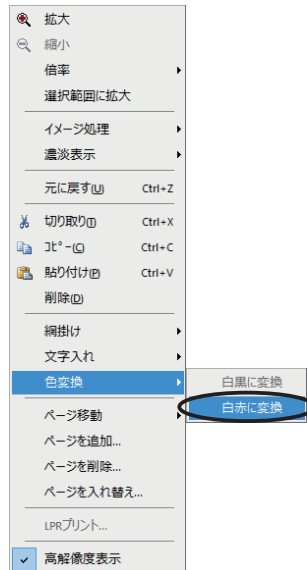 拡大
縮小
倍率
選択範囲に拡大
イメージ処理
濃淡表示
元に戻す(U) Ctrl+Z
切り取り(T) Ctrl+X
ｺﾋﾟｰ(C) Ctrl+C
貼り付け(P) Ctrl+V
削除(D)
網掛け
文字入れ
色変換
白黒に変換
白赤に変換
ページ移動
ページを追加...
ページを削除...
ページを入れ替え...
LPRプリント...
高解像度表示